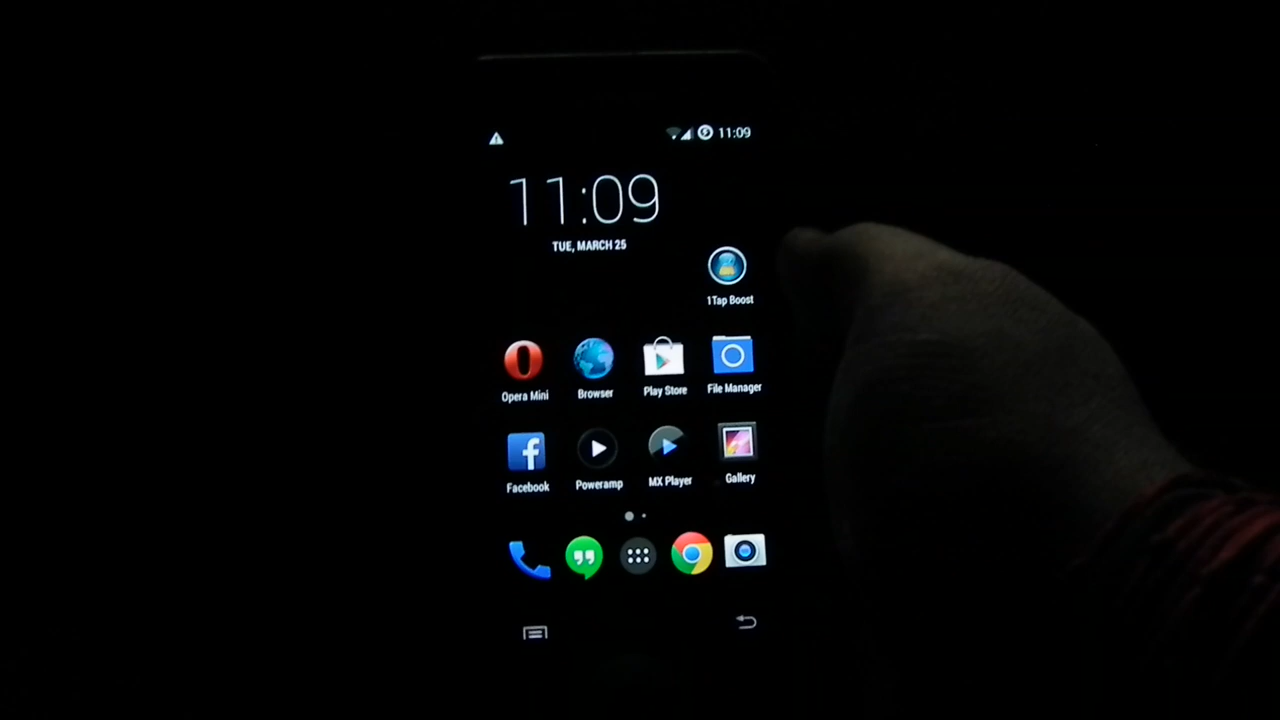 11:09
11:09
TUE, MARCH 25
1Tap Boost
Opera Mini
Browser
Play Store
File Manager
Facebook
Poweramp
MX Player
Gallery